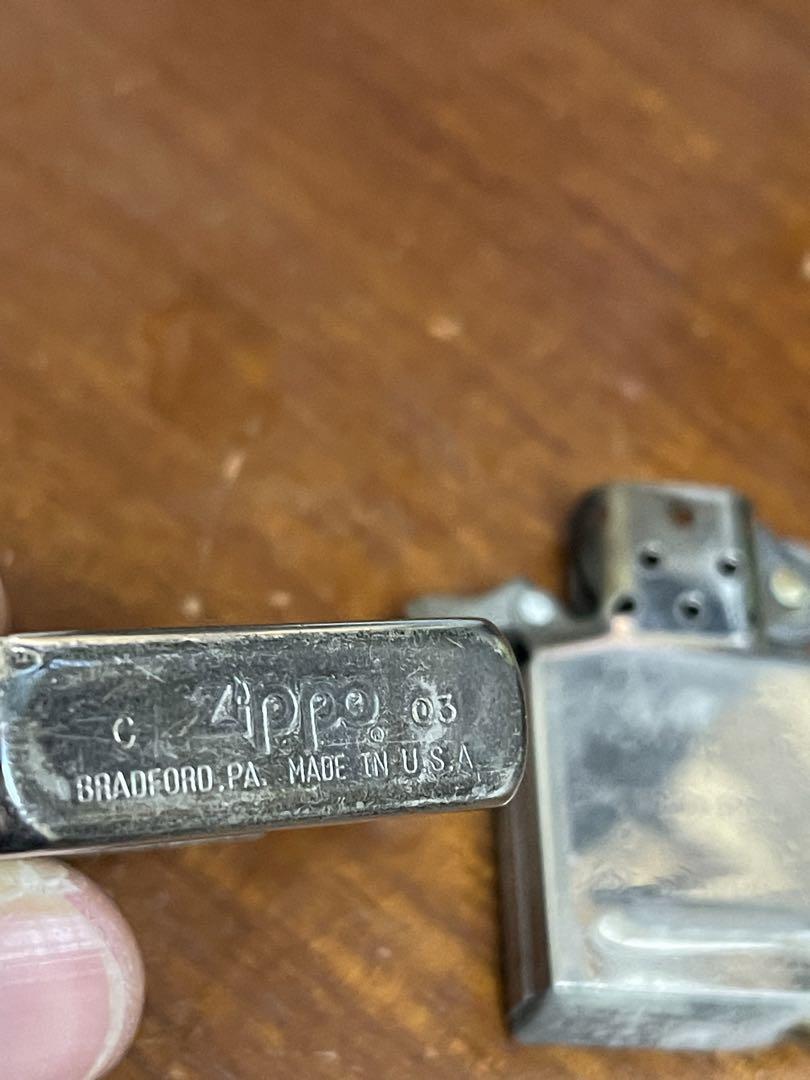 C Zippo ® 03
BRADFORD, PA. MADE IN U.S.A